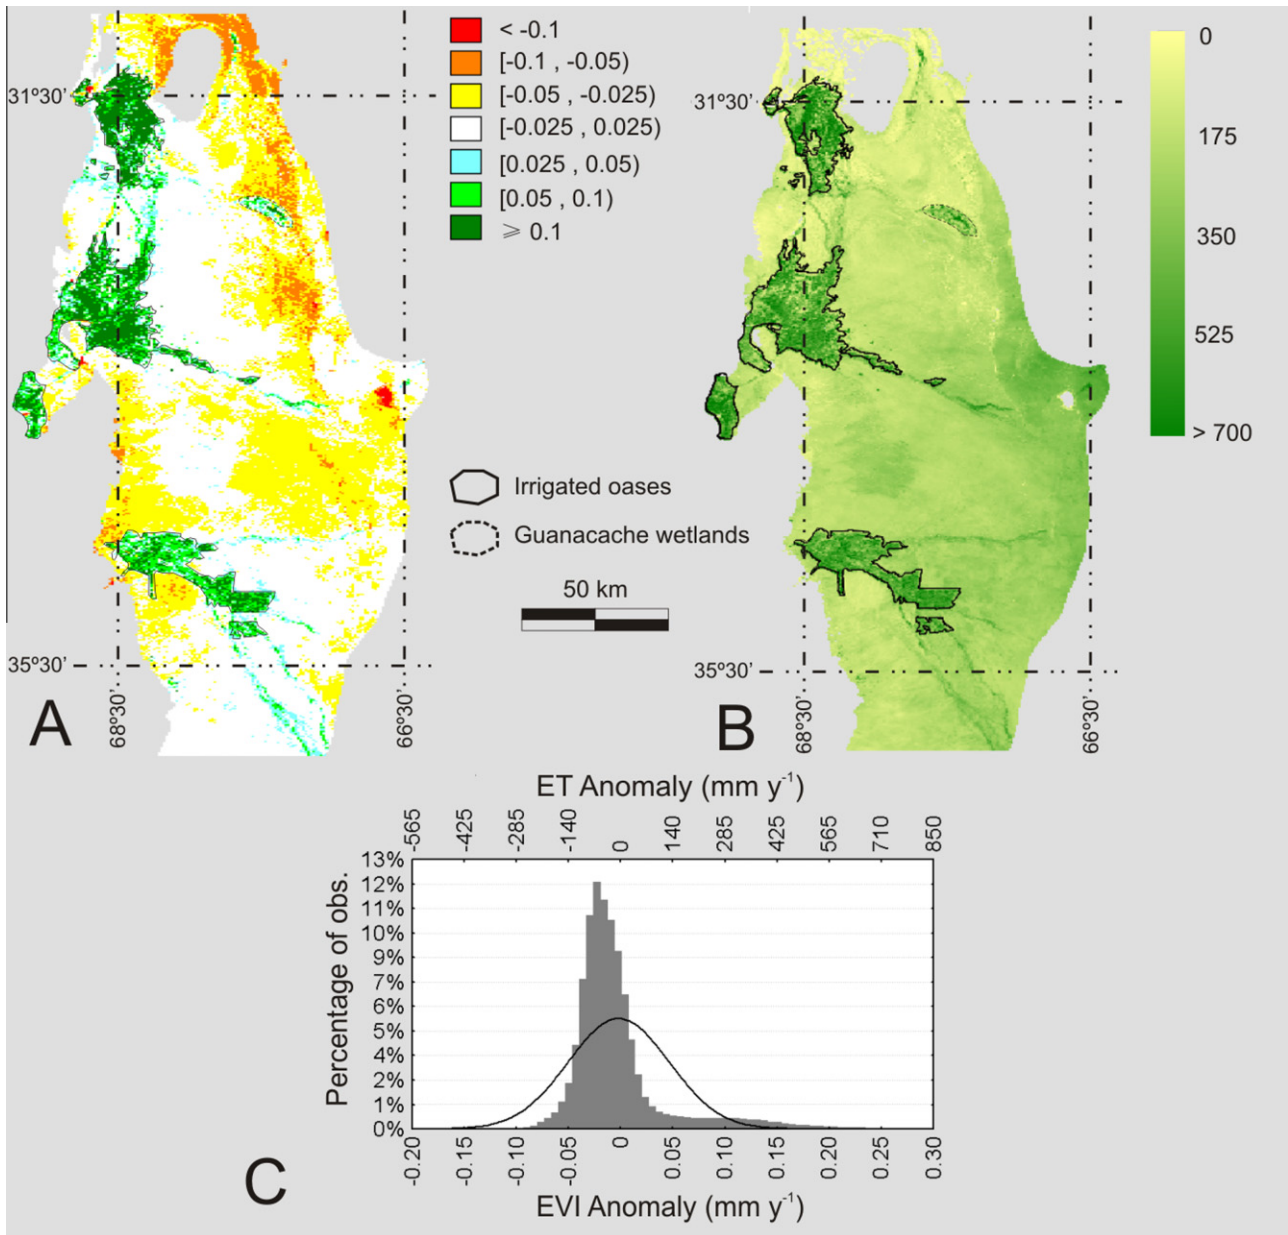 A
31º30’
35º30’
68º30’
66º30’
< -0.1
[-0.1 , -0.05)
[-0.05 , -0.025)
[-0.025 , 0.025)
[0.025 , 0.05)
[0.05 , 0.1)
⩾ 0.1
Irrigated oases
Guanacache wetlands
50 km
B
31º30’
35º30’
68º30’
66º30’
0
175
350
525
> 700
ET Anomaly (mm y-1)
-565 -425 -285 -140 0 140 285 425 565 710 850
Percentage of obs.
13%
12%
11%
10%
9%
7%
6%
5%
4%
2%
1%
0%
-0.20 -0.15 -0.10 -0.05 0 0.05 0.10 0.15 0.20 0.25 0.30
EVI Anomaly (mm y-1)
C